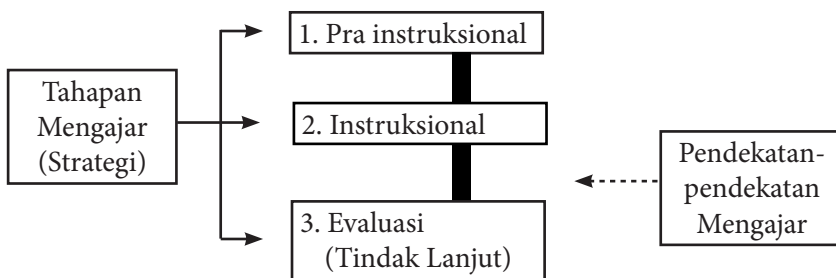 Tahapan
Mengajar
(Strategi)
1. Pra instruksional
2. Instruksional
3. Evaluasi
(Tindak Lanjut)
Pendekatan-
pendekatan
Mengajar